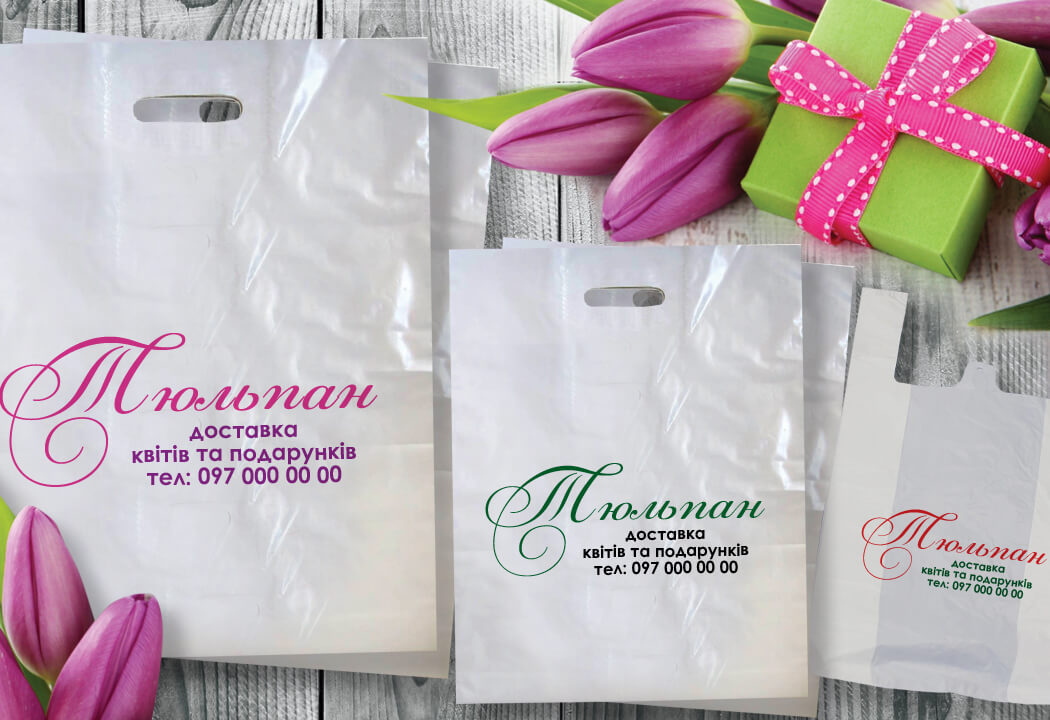 Тюльпан
доставка
квітів та подарунків
тел: 097 000 00 00
Тюльпан
доставка
квітів та подарунків
тел: 097 000 00 00
Тюльпан
доставка
квітів та подарунків
тел: 097 000 00 00